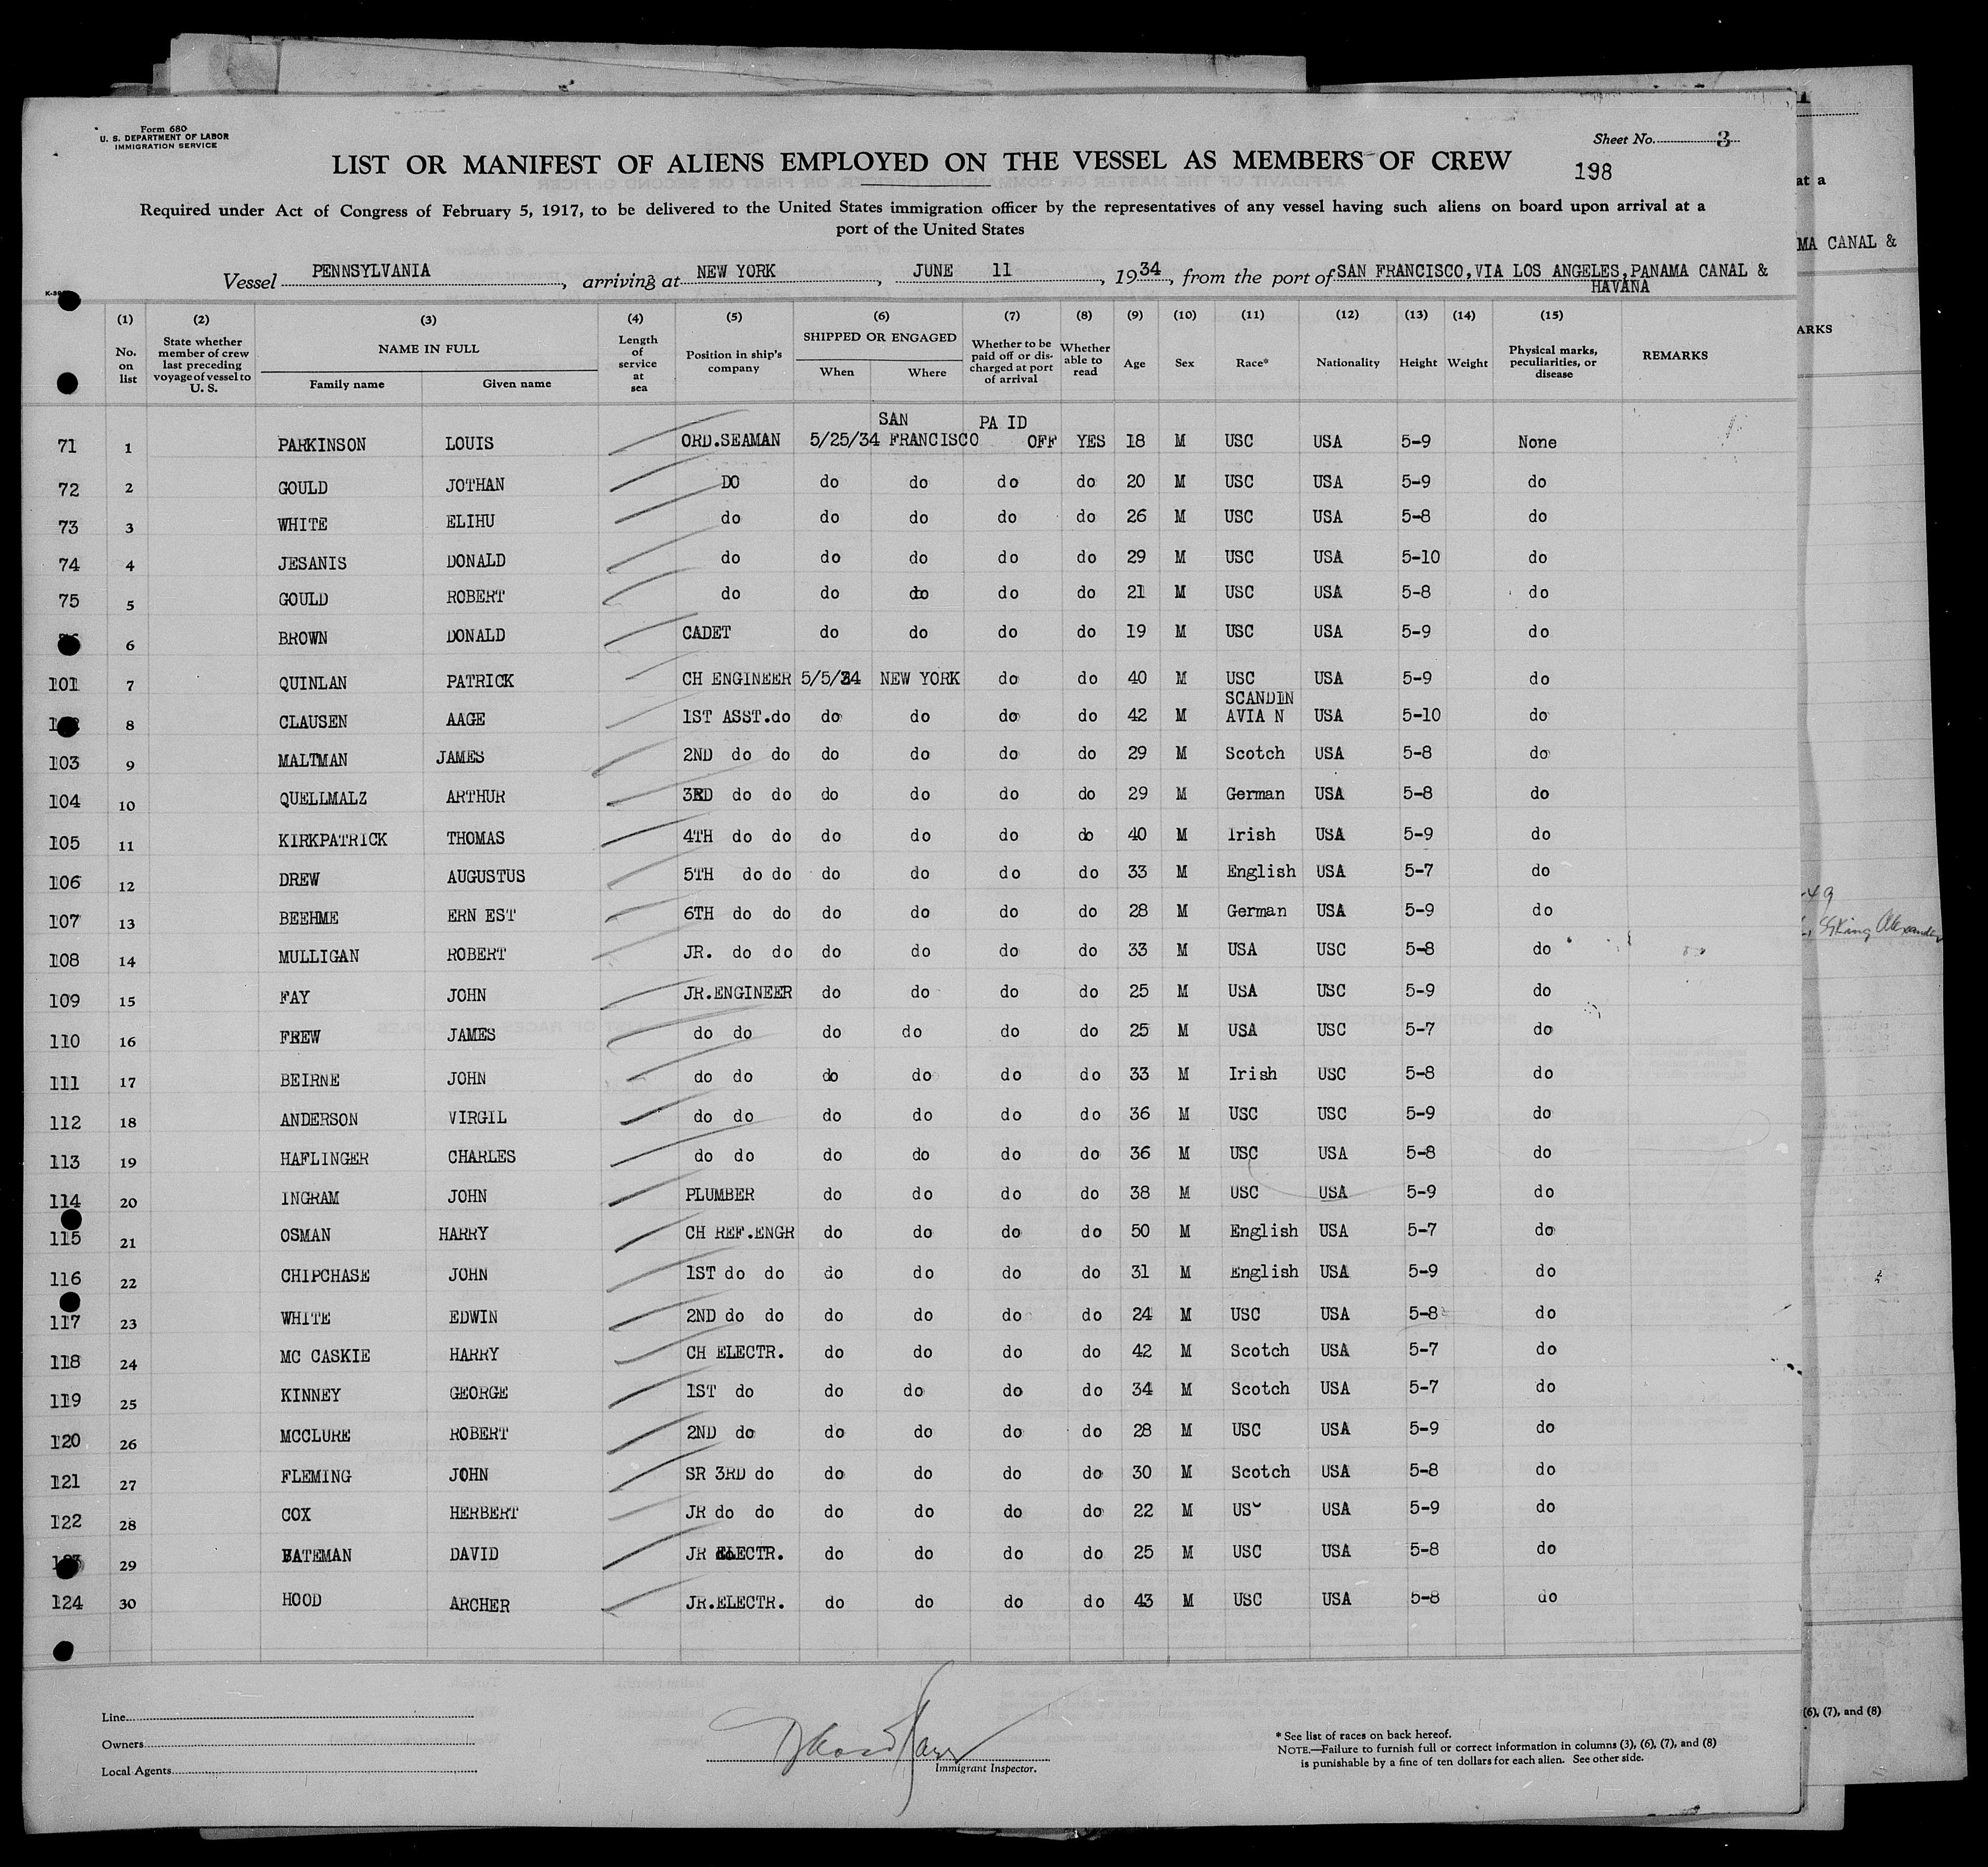 Form 680
U. S. DEPARTMENT OF LABOR
IMMIGRATION SERVICE
Sheet No. 3
LIST OR MANIFEST OF ALIENS EMPLOYED ON THE VESSEL AS MEMBERS OF CREW
198
Required under Act of Congress of February 5, 1917, to be delivered to the United States immigration officer by the representatives of any vessel having such aliens on board upon arrival at a
port of the United States
Vessel PENNSYLVANIA, arriving at NEW YORK, JUNE 11, 1934, from the port of SAN FRANCISCO,VIA LOS ANGELES,PANAMA CANAL &
HAVANA
(1) No. on list (2) State whether member of crew last preceding voyage of vessel to U. S. (3) NAME IN FULL Family name Given name (4) Length of service at sea (5) Position in ship's company (6) SHIPPED OR ENGAGED When Where (7) Whether to be paid off or discharged at port of arrival (8) Whether able to read (9) Age (10) Sex (11) Race* (12) Nationality (13) Height (14) Weight (15) Physical marks, peculiarities, or disease REMARKS
71 1 PARKINSON LOUIS ORD.SEAMAN 5/25/34 SAN FRANCISCO PAID OFF YES 18 M USC USA 5-9 None
72 2 GOULD JOTHAN DO do do do do 20 M USC USA 5-9 do
73 3 WHITE ELIHU do do do do do 26 M USC USA 5-8 do
74 4 JESANIS DONALD do do do do do 29 M USC USA 5-10 do
75 5 GOULD ROBERT do do do do do 21 M USC USA 5-8 do
6 BROWN DONALD CADET do do do do 19 M USC USA 5-9 do
101 7 QUINLAN PATRICK CH ENGINEER 5/5/34 NEW YORK do do 40 M USC USA 5-9 do
8 CLAUSEN AAGE 1ST ASST.do do do do do 42 M SCANDINAVIA N USA 5-10 do
103 9 MALTMAN JAMES 2ND do do do do do do 29 M Scotch USA 5-8 do
104 10 QUELLMALZ ARTHUR 3RD do do do do do do 29 M German USA 5-8 do
105 11 KIRKPATRICK THOMAS 4TH do do do do do do 40 M Irish USA 5-9 do
106 12 DREW AUGUSTUS 5TH do do do do do do 33 M English USA 5-7 do
107 13 BEEHME ERN EST 6TH do do do do do do 28 M German USA 5-9 do
108 14 MULLIGAN ROBERT JR. do do do do do do 33 M USA USC 5-8 do
109 15 FAY JOHN JR.ENGINEER do do do do 25 M USA USC 5-9 do
110 16 FREW JAMES do do do do do do 25 M USA USC 5-7 do
111 17 BEIRNE JOHN do do do do do do 33 M Irish USC 5-8 do
112 18 ANDERSON VIRGIL do do do do do do 36 M USC USC 5-9 do
113 19 HAFLINGER CHARLES do do do do do do 36 M USC USA 5-8 do
114 20 INGRAM JOHN PLUMBER do do do do 38 M USC USA 5-9 do
115 21 OSMAN HARRY CH REF.ENGR do do do do 50 M English USA 5-7 do
116 22 CHIPCHASE JOHN 1ST do do do do do do 31 M English USA 5-9 do
117 23 WHITE EDWIN 2ND do do do do do do 24 M USC USA 5-8 do
118 24 MC CASKIE HARRY CH ELECTR. do do do do 42 M Scotch USA 5-7 do
119 25 KINNEY GEORGE 1ST do do do do do 34 M Scotch USA 5-7 do
120 26 MCCLURE ROBERT 2ND do do do do do 28 M USC USA 5-9 do
121 27 FLEMING JOHN SR 3RD do do do do do 30 M Scotch USA 5-8 do
122 28 COX HERBERT JR do do do do do do 22 M USC USA 5-9 do
29 BATEMAN DAVID JR ELECTR. do do do do 25 M USC USA 5-8 do
124 30 HOOD ARCHER JR.ELECTR. do do do do 43 M USC USA 5-8 do
Line
Owners
Local Agents
Immigrant Inspector.
* See list of races on back hereof.
NOTE.—Failure to furnish full or correct information in columns (3), (6), (7), and (8)
is punishable by a fine of ten dollars for each alien. See other side.
at a
MA CANAL &
ARKS
49
King Alexander
(6), (7), and (8)